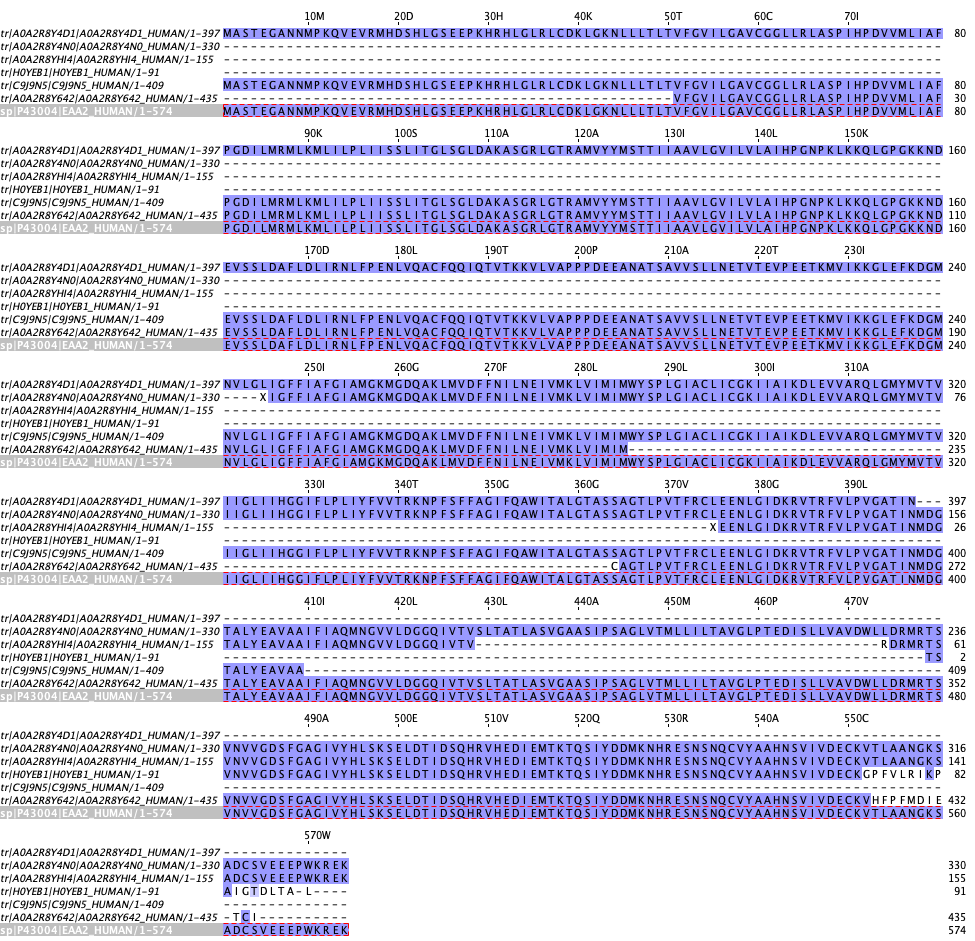 10M 20D 30H 40L 50T 60G 70I
tr|A0A2R8Y4D1|A0A2R8Y4D1_HUMAN/1-397 MASTEGANNMPKQVEVRMHDSHLGSEEPKHRHLGLRLCDKLGKNLLLTLTVFGVILGAVCGGLLRLASPIHPDVVMLIAF 80
tr|A0A2R8Y4N0|A0A2R8Y4N0_HUMAN/1-330 --------------------------------------------------------------------------------
tr|A0A2R8YHI4|A0A2R8YHI4_HUMAN/1-155 --------------------------------------------------------------------------------
tr|H0YEB1|H0YEB1_HUMAN/1-91 --------------------------------------------------------------------------------
tr|C9J9N5|C9J9N5_HUMAN/1-409 MASTEGANNMPKQVEVRMHDSHLGSEEPKHRHLGLRLCDKLGKNLLLTLTVFGVILGAVCGGLLRLASPIHPDVVMLIAF 80
tr|A0A2R8Y642|A0A2R8Y642_HUMAN/1-435 --------------------------------------------------VFGVILGAVCGGLLRLASPIHPDVVMLIAF 30
sp|P43004|EAA2_HUMAN/1-574 MASTEGANNMPKQVEVRMHDSHLGSEEPKHRHLGLRLCDKLGKNLLLTLTVFGVILGAVCGGLLRLASPIHPDVVMLIAF 80
90K 100S 110G 120L 130G 140L 150K
tr|A0A2R8Y4D1|A0A2R8Y4D1_HUMAN/1-397 PGDILMRMLKMLILPLIISSLITGLSGLDAKASGRLGTRAMVYYMSTTIIAAVLGVILVLAIHPGNPKLKKQLGPGKKND 160
tr|A0A2R8Y4N0|A0A2R8Y4N0_HUMAN/1-330 --------------------------------------------------------------------------------
tr|A0A2R8YHI4|A0A2R8YHI4_HUMAN/1-155 --------------------------------------------------------------------------------
tr|H0YEB1|H0YEB1_HUMAN/1-91 --------------------------------------------------------------------------------
tr|C9J9N5|C9J9N5_HUMAN/1-409 PGDILMRMLKMLILPLIISSLITGLSGLDAKASGRLGTRAMVYYMSTTIIAAVLGVILVLAIHPGNPKLKKQLGPGKKND 160
tr|A0A2R8Y642|A0A2R8Y642_HUMAN/1-435 PGDILMRMLKMLILPLIISSLITGLSGLDAKASGRLGTRAMVYYMSTTIIAAVLGVILVLAIHPGNPKLKKQLGPGKKND 110
sp|P43004|EAA2_HUMAN/1-574 PGDILMRMLKMLILPLIISSLITGLSGLDAKASGRLGTRAMVYYMSTTIIAAVLGVILVLAIHPGNPKLKKQLGPGKKND 160
170D 180L 190T 200P 210A 220V 230I
tr|A0A2R8Y4D1|A0A2R8Y4D1_HUMAN/1-397 EVSSLDAFLDLIRNLFPENLVQACFQQIQTVTKKVLVAPPPDEEANATSAVVSLLNETVTEVPEETKMVIKKGLEFKDGM 240
tr|A0A2R8Y4N0|A0A2R8Y4N0_HUMAN/1-330 --------------------------------------------------------------------------------
tr|A0A2R8YHI4|A0A2R8YHI4_HUMAN/1-155 --------------------------------------------------------------------------------
tr|H0YEB1|H0YEB1_HUMAN/1-91 --------------------------------------------------------------------------------
tr|C9J9N5|C9J9N5_HUMAN/1-409 EVSSLDAFLDLIRNLFPENLVQACFQQIQTVTKKVLVAPPPDEEANATSAVVSLLNETVTEVPEETKMVIKKGLEFKDGM 240
tr|A0A2R8Y642|A0A2R8Y642_HUMAN/1-435 EVSSLDAFLDLIRNLFPENLVQACFQQIQTVTKKVLVAPPPDEEANATSAVVSLLNETVTEVPEETKMVIKKGLEFKDGM 190
sp|P43004|EAA2_HUMAN/1-574 EVSSLDAFLDLIRNLFPENLVQACFQQIQTVTKKVLVAPPPDEEANATSAVVSLLNETVTEVPEETKMVIKKGLEFKDGM 240
250I 260G 270F 280L 290G 300I 310A
tr|A0A2R8Y4D1|A0A2R8Y4D1_HUMAN/1-397 NVLGLIGFFIAFGIAMGKMGDQAKLMVDFFNILNEIVMKLVIMIMWYSPLGIACLICGKIIAIKDLEVVARQLGMYMVTV 320
tr|A0A2R8Y4N0|A0A2R8Y4N0_HUMAN/1-330 ----XIGFFIAFGIAMGKMGDQAKLMVDFFNILNEIVMKLVIMIMWYSPLGIACLICGKIIAIKDLEVVARQLGMYMVTV 76
tr|A0A2R8YHI4|A0A2R8YHI4_HUMAN/1-155 --------------------------------------------------------------------------------
tr|H0YEB1|H0YEB1_HUMAN/1-91 --------------------------------------------------------------------------------
tr|C9J9N5|C9J9N5_HUMAN/1-409 NVLGLIGFFIAFGIAMGKMGDQAKLMVDFFNILNEIVMKLVIMIMWYSPLGIACLICGKIIAIKDLEVVARQLGMYMVTV 320
tr|A0A2R8Y642|A0A2R8Y642_HUMAN/1-435 NVLGLIGFFIAFGIAMGKMGDQAKLMVDFFNILNEIVMKLVIMIM----------------------------------- 235
sp|P43004|EAA2_HUMAN/1-574 NVLGLIGFFIAFGIAMGKMGDQAKLMVDFFNILNEIVMKLVIMIMWYSPLGIACLICGKIIAIKDLEVVARQLGMYMVTV 320
330I 340T 350G 360A 370T 380G 390L
tr|A0A2R8Y4D1|A0A2R8Y4D1_HUMAN/1-397 IIGLIIHGGIFLPLIYFVVTRKNPFSFFAGIFQAWITALGTASSAGTLPVTFRCLEENLGIDKRVTRFVLPVGATIN--- 397
tr|A0A2R8Y4N0|A0A2R8Y4N0_HUMAN/1-330 IIGLIIHGGIFLPLIYFVVTRKNPFSFFAGIFQAWITALGTASSAGTLPVTFRCLEENLGIDKRVTRFVLPVGATINMDG 156
tr|A0A2R8YHI4|A0A2R8YHI4_HUMAN/1-155 ------------------------------------------------------XEENLGIDKRVTRFVLPVGATINMDG 26
tr|H0YEB1|H0YEB1_HUMAN/1-91 --------------------------------------------------------------------------------
tr|C9J9N5|C9J9N5_HUMAN/1-409 IIGLIIHGGIFLPLIYFVVTRKNPFSFFAGIFQAWITALGTASSAGTLPVTFRCLEENLGIDKRVTRFVLPVGATINMDG 400
tr|A0A2R8Y642|A0A2R8Y642_HUMAN/1-435 -------------------------------------------CAGTLPVTFRCLEENLGIDKRVTRFVLPVGATINMDG 272
sp|P43004|EAA2_HUMAN/1-574 IIGLIIHGGIFLPLIYFVVTRKNPFSFFAGIFQAWITALGTASSAGTLPVTFRCLEENLGIDKRVTRFVLPVGATINMDG 400
410I 420L 430T 440A 450T 460P 470V
tr|A0A2R8Y4D1|A0A2R8Y4D1_HUMAN/1-397 --------------------------------------------------------------------------------
tr|A0A2R8Y4N0|A0A2R8Y4N0_HUMAN/1-330 TALYEAVAAIFIAQMNGVVLDGGQIVTVSLTATLASVGAASIPSAGLVTMLLILTAVGLPTEDISLLVAVDWLLDRMRTS 236
tr|A0A2R8YHI4|A0A2R8YHI4_HUMAN/1-155 TALYEAVAAIFIAQMNGVVLDGGQIVTV---------------------------------------------RDRMRTS 61
tr|H0YEB1|H0YEB1_HUMAN/1-91 ------------------------------------------------------------------------------TS 2
tr|C9J9N5|C9J9N5_HUMAN/1-409 TALYEAVAA----------------------------------------------------------------------- 409
tr|A0A2R8Y642|A0A2R8Y642_HUMAN/1-435 TALYEAVAAIFIAQMNGVVLDGGQIVTVSLTATLASVGAASIPSAGLVTMLLILTAVGLPTEDISLLVAVDWLLDRMRTS 352
sp|P43004|EAA2_HUMAN/1-574 TALYEAVAAIFIAQMNGVVLDGGQIVTVSLTATLASVGAASIPSAGLVTMLLILTAVGLPTEDISLLVAVDWLLDRMRTS 480
490A 500E 510V 520Q 530R 540A 550C
tr|A0A2R8Y4D1|A0A2R8Y4D1_HUMAN/1-397 --------------------------------------------------------------------------------
tr|A0A2R8Y4N0|A0A2R8Y4N0_HUMAN/1-330 VNVVGDSFGAGIVYHLSKSELDTIDSQHRVHEDIEMTKTQSIYDDMKNHRESNSNQCVYAAHNSVIVDECKVTLAANGKS 316
tr|A0A2R8YHI4|A0A2R8YHI4_HUMAN/1-155 VNVVGDSFGAGIVYHLSKSELDTIDSQHRVHEDIEMTKTQSIYDDMKNHRESNSNQCVYAAHNSVIVDECKVTLAANGKS 141
tr|H0YEB1|H0YEB1_HUMAN/1-91 VNVVGDSFGAGIVYHLSKSELDTIDSQHRVHEDIEMTKTQSIYDDMKNHRESNSNQCVYAAHNSVIVDECKGPFVLRIKP 82
tr|C9J9N5|C9J9N5_HUMAN/1-409 --------------------------------------------------------------------------------
tr|A0A2R8Y642|A0A2R8Y642_HUMAN/1-435 VNVVGDSFGAGIVYHLSKSELDTIDSQHRVHEDIEMTKTQSIYDDMKNHRESNSNQCVYAAHNSVIVDECKVHFPFMDIE 432
sp|P43004|EAA2_HUMAN/1-574 VNVVGDSFGAGIVYHLSKSELDTIDSQHRVHEDIEMTKTQSIYDDMKNHRESNSNQCVYAAHNSVIVDECKVTLAANGKS 560
570W
tr|A0A2R8Y4D1|A0A2R8Y4D1_HUMAN/1-397 --------------
tr|A0A2R8Y4N0|A0A2R8Y4N0_HUMAN/1-330 ADCSVEEEPWKREK 330
tr|A0A2R8YHI4|A0A2R8YHI4_HUMAN/1-155 ADCSVEEEPWKREK 155
tr|H0YEB1|H0YEB1_HUMAN/1-91 AIGTDLTA-L---- 91
tr|C9J9N5|C9J9N5_HUMAN/1-409 --------------
tr|A0A2R8Y642|A0A2R8Y642_HUMAN/1-435 -TCI---------- 435
sp|P43004|EAA2_HUMAN/1-574 ADCSVEEEPWKREK 574